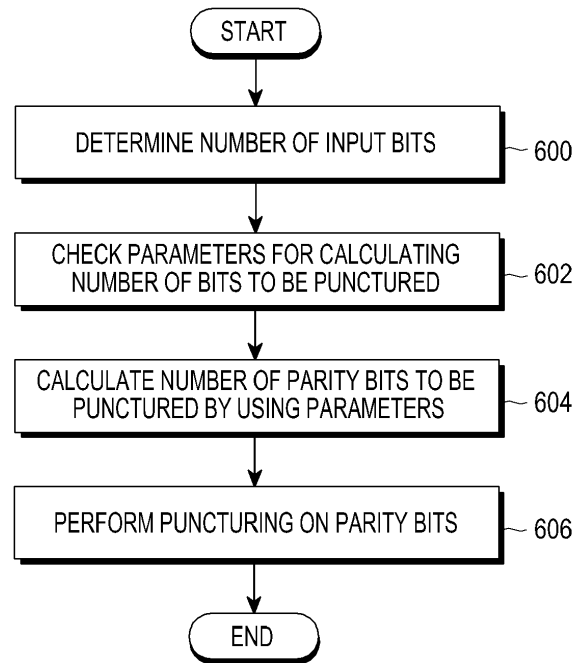 START
DETERMINE NUMBER OF INPUT BITS
600
CHECK PARAMETERS FOR CALCULATING
NUMBER OF BITS TO BE PUNCTURED
602
CALCULATE NUMBER OF PARITY BITS TO BE
PUNCTURED BY USING PARAMETERS
604
PERFORM PUNCTURING ON PARITY BITS
606
END